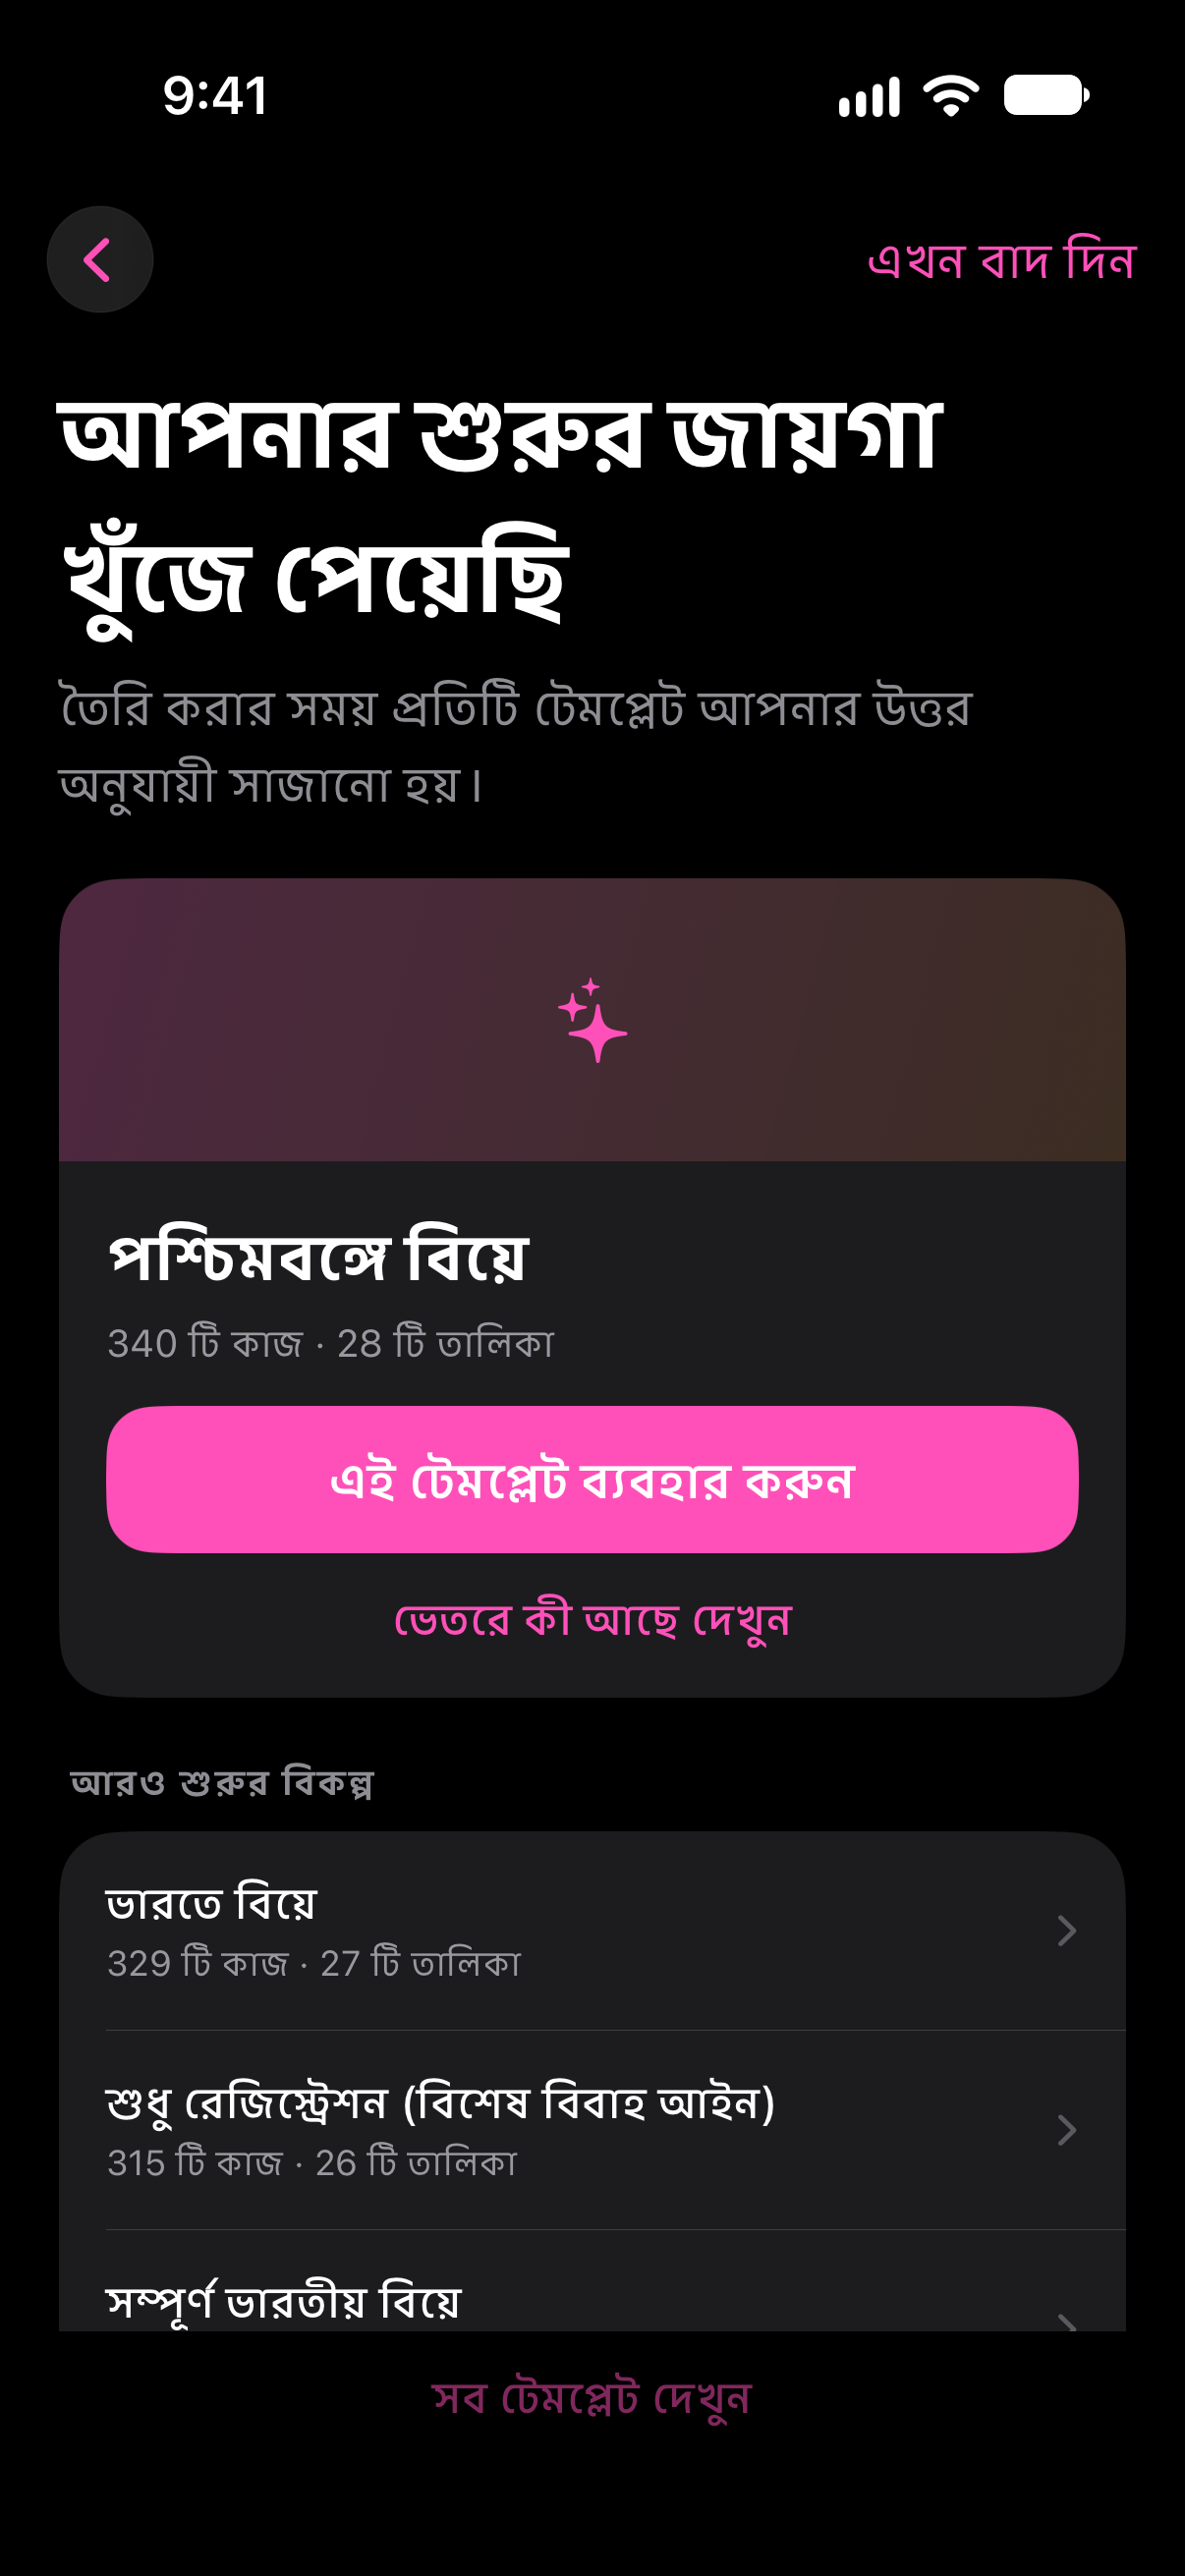 9:41
এখন বাদ দিন
আপনার শুরুর জায়গা
খুঁজে পেয়েছি
তৈরি করার সময় প্রতিটি টেমপ্লেট আপনার উত্তর
অনুযায়ী সাজানো হয়।
পশ্চিমবঙ্গে বিয়ে
340 টি কাজ · 28 টি তালিকা
এই টেমপ্লেট ব্যবহার করুন
ভেতরে কী আছে দেখুন
আরও শুরুর বিকল্প
ভারতে বিয়ে
329 টি কাজ · 27 টি তালিকা
শুধু রেজিস্ট্রেশন (বিশেষ বিবাহ আইন)
315 টি কাজ · 26 টি তালিকা
সম্পূর্ণ ভারতীয় বিয়ে
সব টেমপ্লেট দেখুন